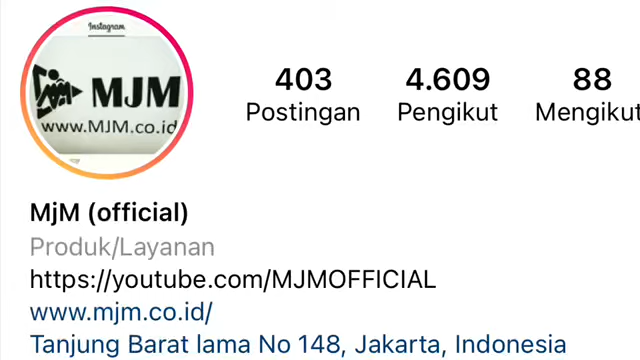 Instagram
MJM
www.MJM.co.id
403 4.609 88
Postingan Pengikut Mengikut
MjM (official)
Produk/Layanan
https://youtube.com/MJMOFFICIAL
www.mjm.co.id/
Tanjung Barat lama No 148, Jakarta, Indonesia